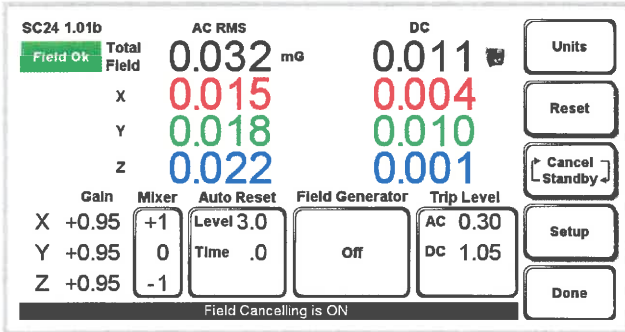 SC24 1.01b AC RMS DC
Field Ok Total Field 0.032 mG 0.011
X 0.015 0.004
Y 0.018 0.010
Z 0.022 0.001
Gain Mixer Auto Reset Field Generator Trip Level
X +0.95 +1 Level 3.0 AC 0.30
Y +0.95 0 Time .0 Off DC 1.05
Z +0.95 -1
Field Cancelling is ON
Units
Reset
Cancel
Standby
Setup
Done